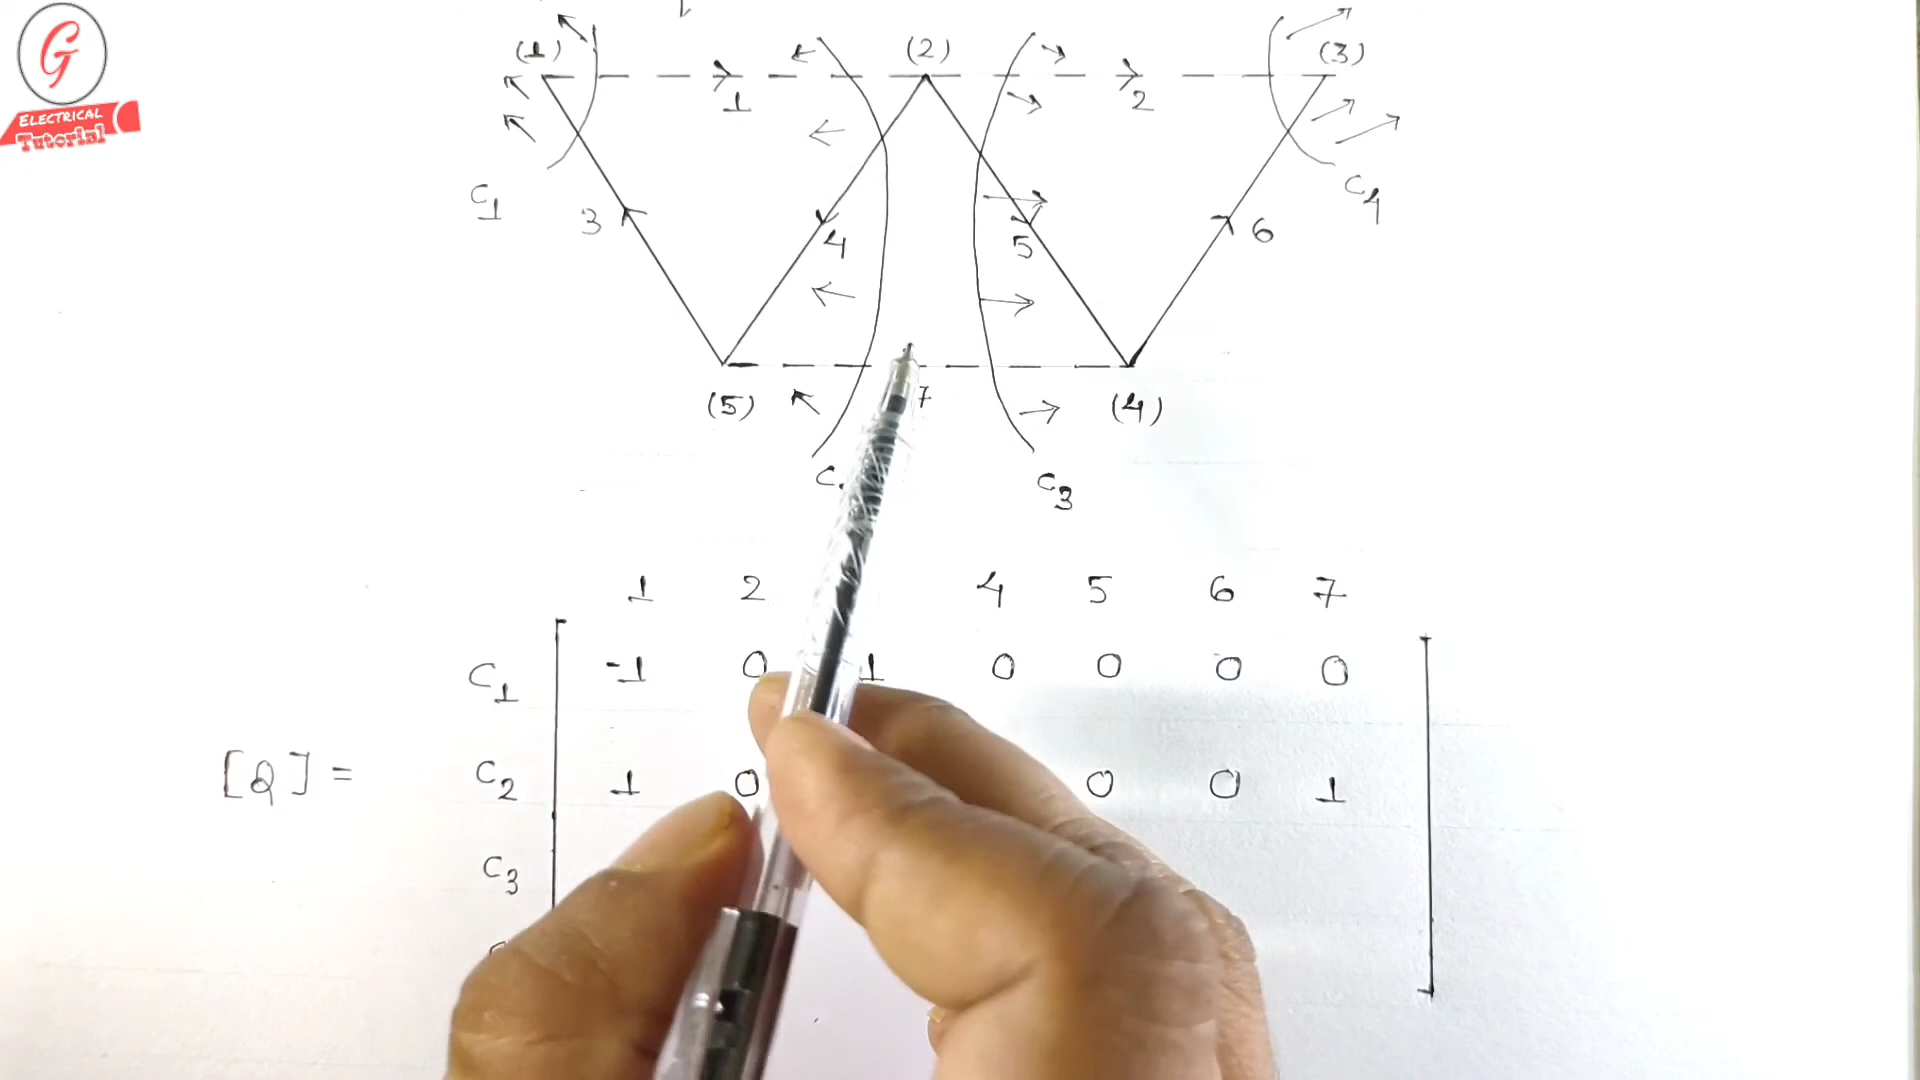 G
ELECTRICAL
Tutorial
(1) (2) (3)
1 2
C1 3 4 5 6 C4
(5) 7 (4)
C3
1 2 4 5 6 7
C1 -1 0 1 0 0 0 0
[Q] = C2 1 0 0 0 1
C3